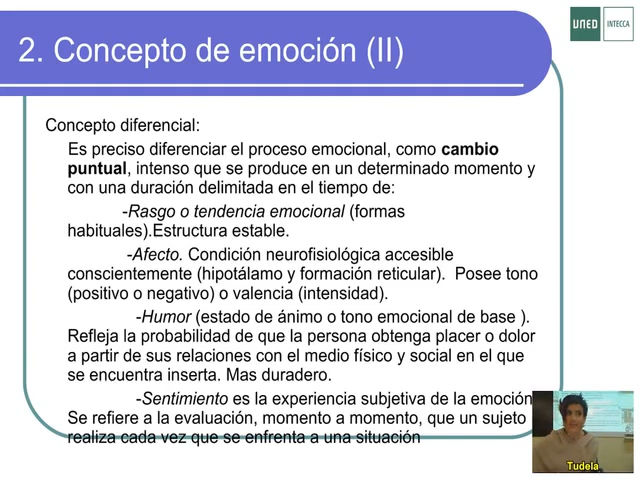 2. Concepto de emoción (II)
UNED
INTECCA
Concepto diferencial:
Es preciso diferenciar el proceso emocional, como cambio
puntual, intenso que se produce en un determinado momento y
con una duración delimitada en el tiempo de:
-Rasgo o tendencia emocional (formas
habituales).Estructura estable.
-Afecto. Condición neurofisiológica accesible
conscientemente (hipotálamo y formación reticular). Posee tono
(positivo o negativo) o valencia (intensidad).
-Humor (estado de ánimo o tono emocional de base ).
Refleja la probabilidad de que la persona obtenga placer o dolor
a partir de sus relaciones con el medio físico y social en el que
se encuentra inserta. Mas duradero.
-Sentimiento es la experiencia subjetiva de la emoción
Se refiere a la evaluación, momento a momento, que un sujeto
realiza cada vez que se enfrenta a una situación
Tudela